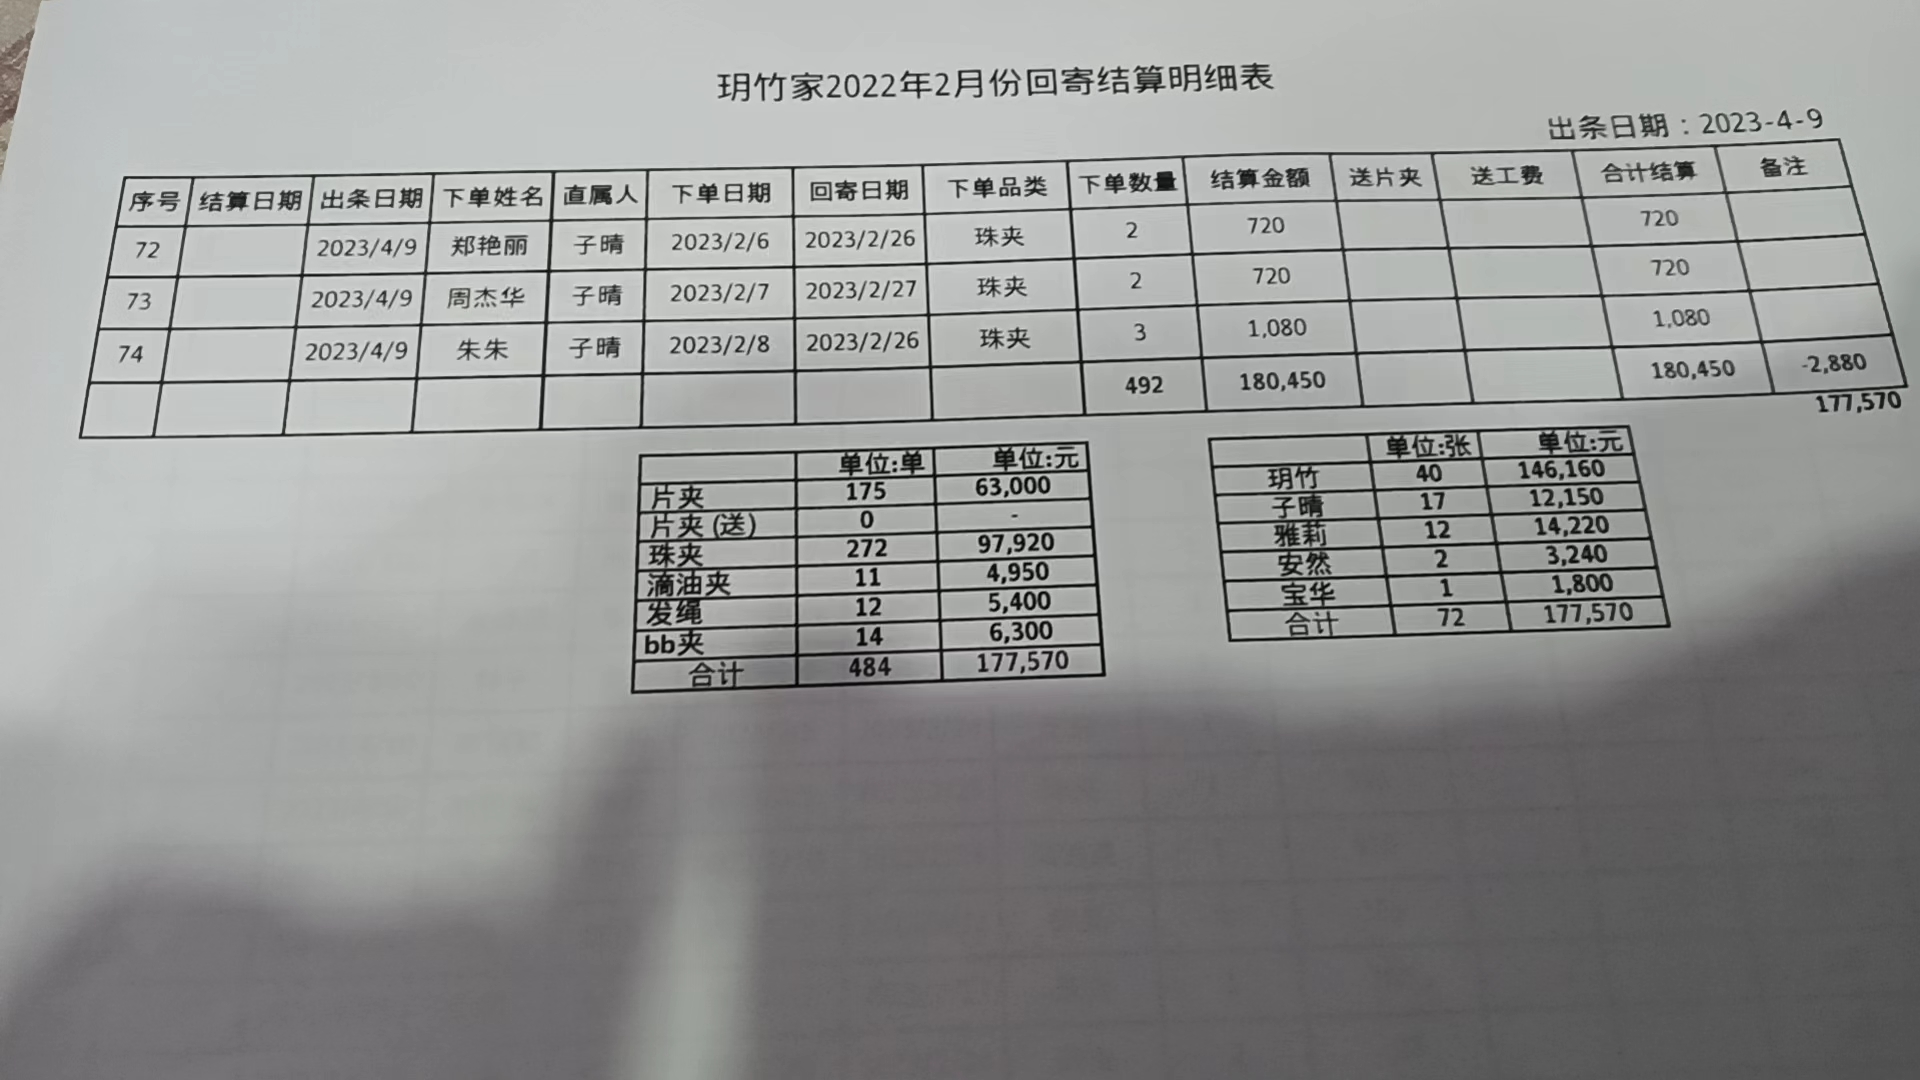 玥竹家2022年2月份回寄结算明细表
出条日期：2023-4-9
序号 结算日期 出条日期 下单姓名 直属人 下单日期 回寄日期 下单品类 下单数量 结算金额 送片夹 送工费 合计结算 备注
72 2023/4/9 郑艳丽 子晴 2023/2/6 2023/2/26 珠夹 2 720 720
73 2023/4/9 周杰华 子晴 2023/2/7 2023/2/27 珠夹 2 720 720
74 2023/4/9 朱朱 子晴 2023/2/8 2023/2/26 珠夹 3 1,080 1,080
492 180,450 180,450 -2,880
177,570
单位:单 单位:元
片夹 175 63,000
片夹 (送) 0 -
珠夹 272 97,920
滴油夹 11 4,950
发绳 12 5,400
bb夹 14 6,300
合计 484 177,570
单位:张 单位:元
玥竹 40 146,160
子晴 17 12,150
雅莉 12 14,220
安然 2 3,240
宝华 1 1,800
合计 72 177,570